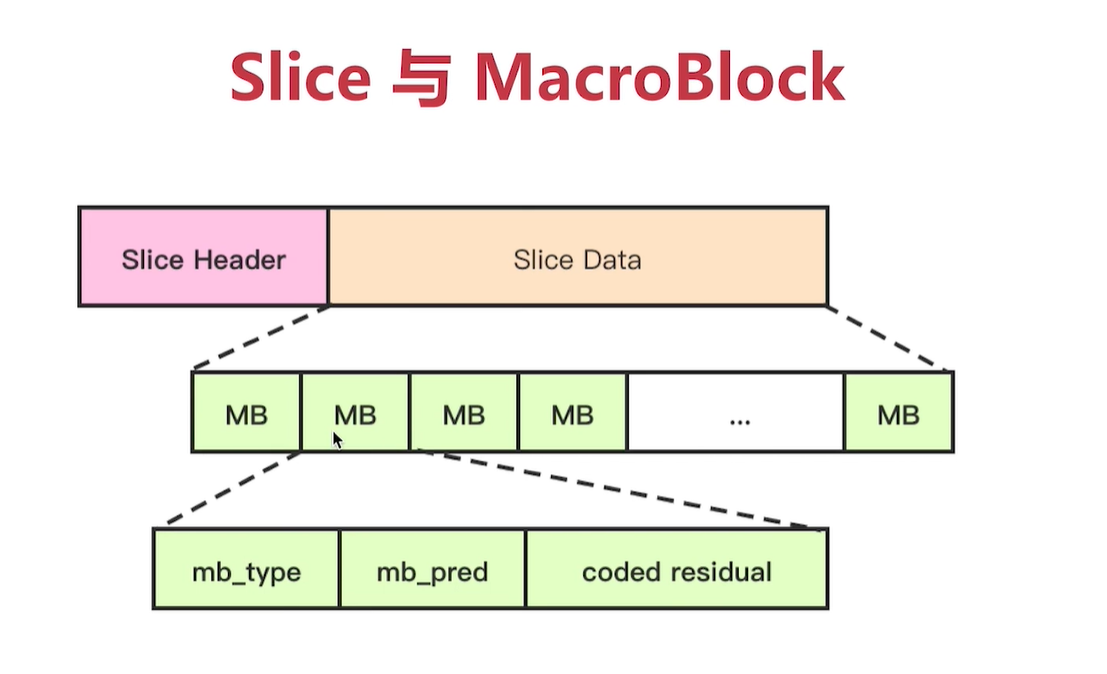 Slice 与 MacroBlock
Slice Header
Slice Data
MB
MB
MB
MB
...
MB
mb_type
mb_pred
coded residual